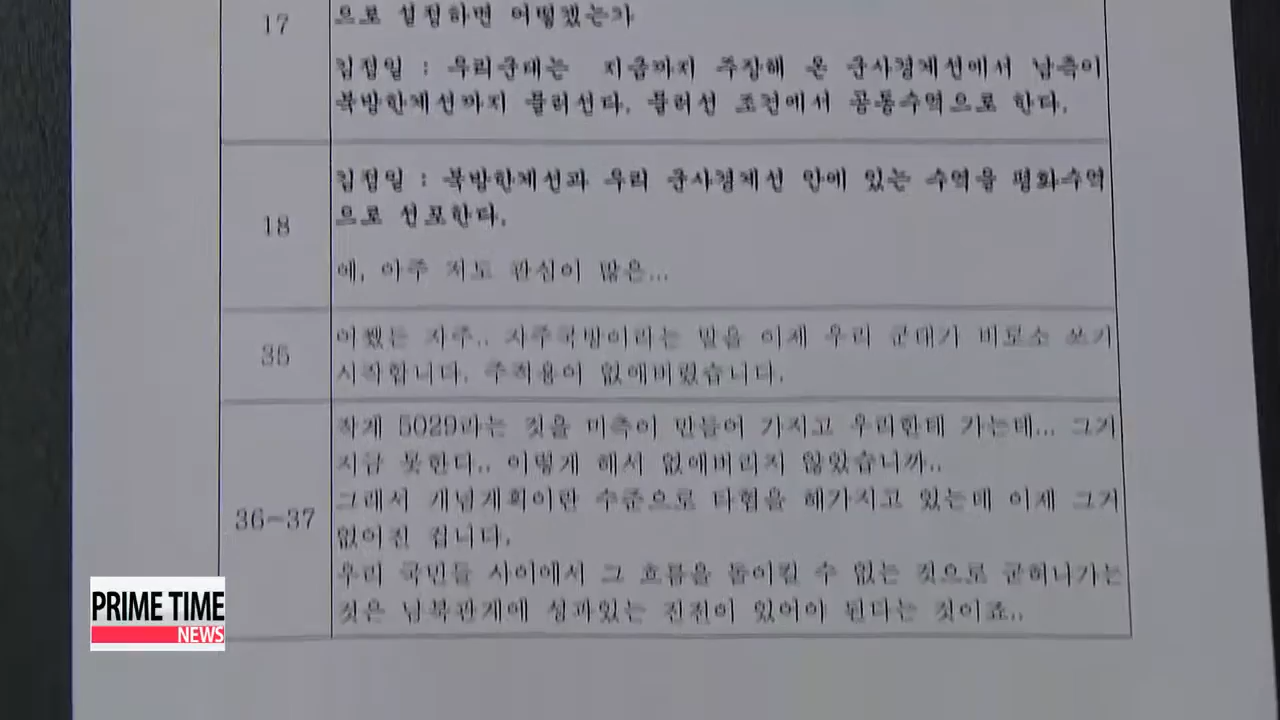 17
으로 설정하면 어떻겠는가
김정일 : 우리군대는 지금까지 주장해 온 군사경계선에서 남측이
북방한계선까지 물러선다. 물러선 조건에서 공동수역으로 한다.
18
김정일 : 북방한계선과 우리 군사경계선 안에 있는 수역을 평화수역
으로 선포한다.
예, 아주 저도 관심이 많은...
35
어쨌든 자주.. 자주국방이라는 말을 이제 우리 군대가 비로소 쓰기
시작합니다. 주적용어 없애버렸습니다.
36~37
작계 5029라는 것을 미측이 만들어 가지고 우리한테 가는데... 그거
지금 못한다.. 이렇게 해서 없애버리지 않았습니까..
그래서 개념계획이란 수준으로 타협을 해가지고 있는데 이제 그거
없어진 겁니다.
우리 국민들 사이에서 그 흐름을 돌이킬 수 없는 것으로 굳혀나가는
것은 남북관계에 성과있는 진전이 있어야 된다는 것이죠..
PRIME TIME
NEWS